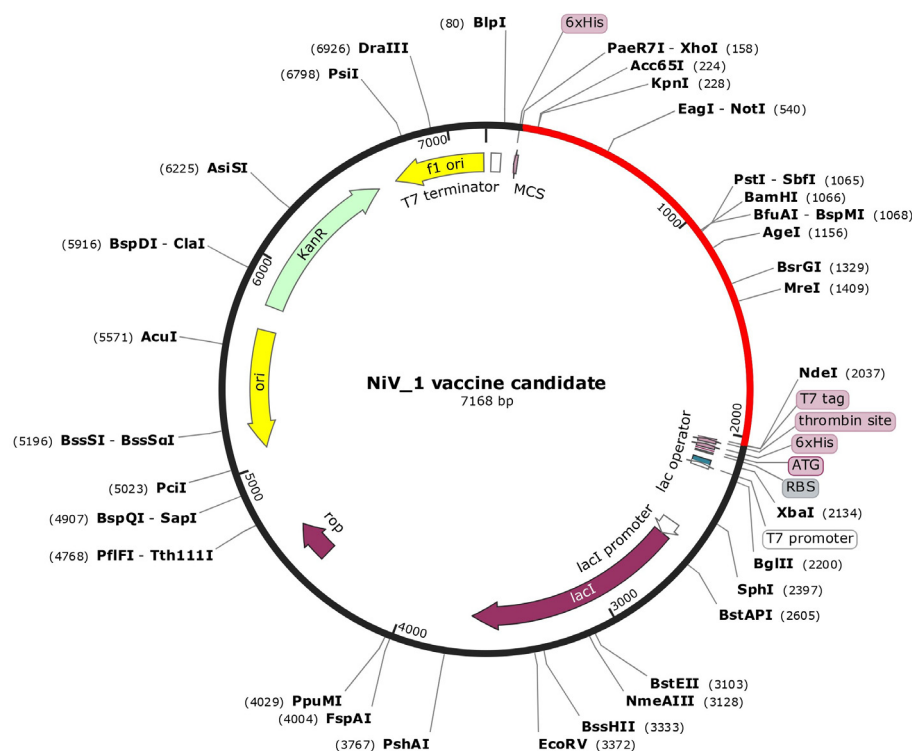 (80) BlpI
6xHis
PaeR7I - XhoI (158)
Acc65I (224)
KpnI (228)
EagI - NotI (540)
PstI - SbfI (1065)
BamHI (1066)
BfuAI - BspMI (1068)
AgeI (1156)
BsrGI (1329)
MreI (1409)
NdeI (2037)
T7 tag
thrombin site
6xHis
ATG
RBS
XbaI (2134)
T7 promoter
BglII (2200)
SphI (2397)
BstAPI (2605)
BstEII (3103)
NmeAIII (3128)
BssHII (3333)
EcoRV (3372)
(3767) PshAI
(4004) FspAI
(4029) PpuMI
(4768) PflFI - Tth111I
(4907) BspQI - SapI
(5023) PciI
(5196) BssSI - BssSαI
(5571) AcuI
(5916) BspDI - ClaI
(6225) AsiSI
(6798) PsiI
(6926) DraIII
7000
1000
2000
3000
4000
5000
6000
f1 ori
T7 terminator
MCS
KanR
ori
rop
lacI
lacI promoter
lac operator
NiV_1 vaccine candidate
7168 bp